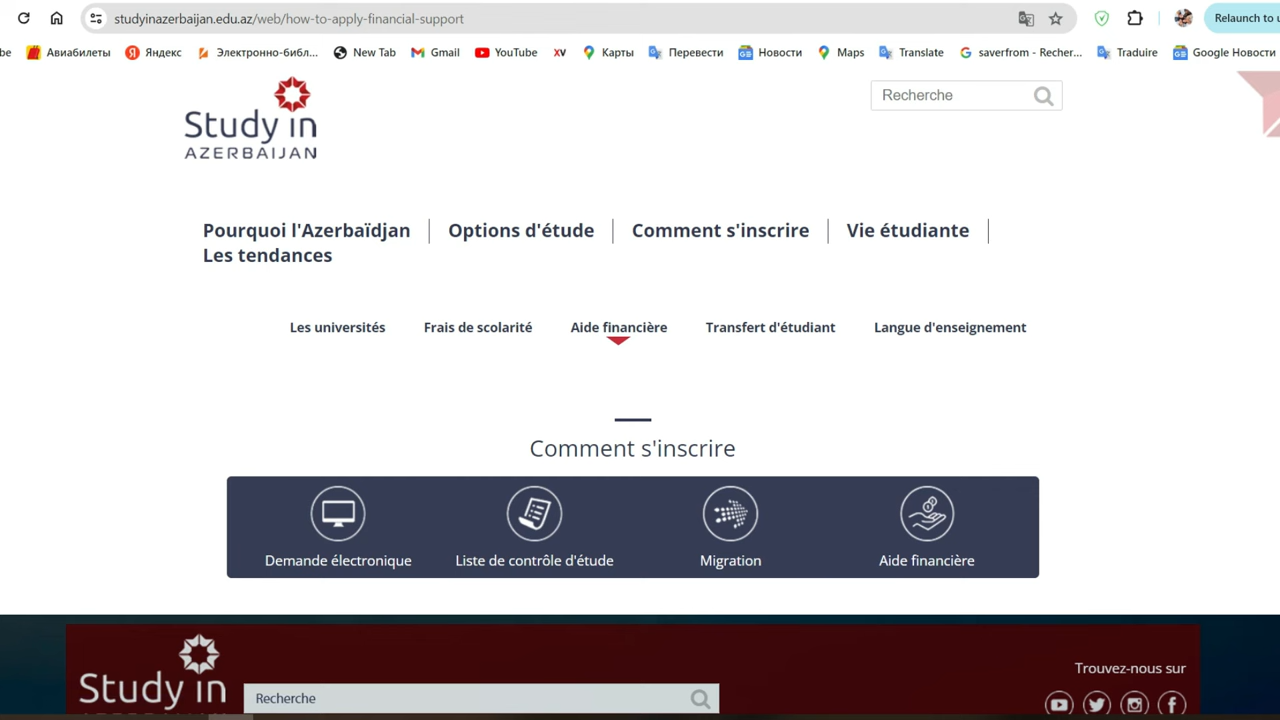 studyinazerbaijan.edu.az/web/how-to-apply-financial-support
Relaunch to u
be Авиабилеты Яндекс Электронно-библ... New Tab Gmail YouTube XV Карты Перевести Новости Maps Translate saverfrom - Recher... Traduire Google Новости
Study in
AZERBAIJAN
Recherche
Pourquoi l'Azerbaïdjan Options d'étude Comment s'inscrire Vie étudiante
Les tendances
Les universités Frais de scolarité Aide financière Transfert d'étudiant Langue d'enseignement
Comment s'inscrire
Demande électronique Liste de contrôle d'étude Migration Aide financière
Trouvez-nous sur
Study in
Recherche